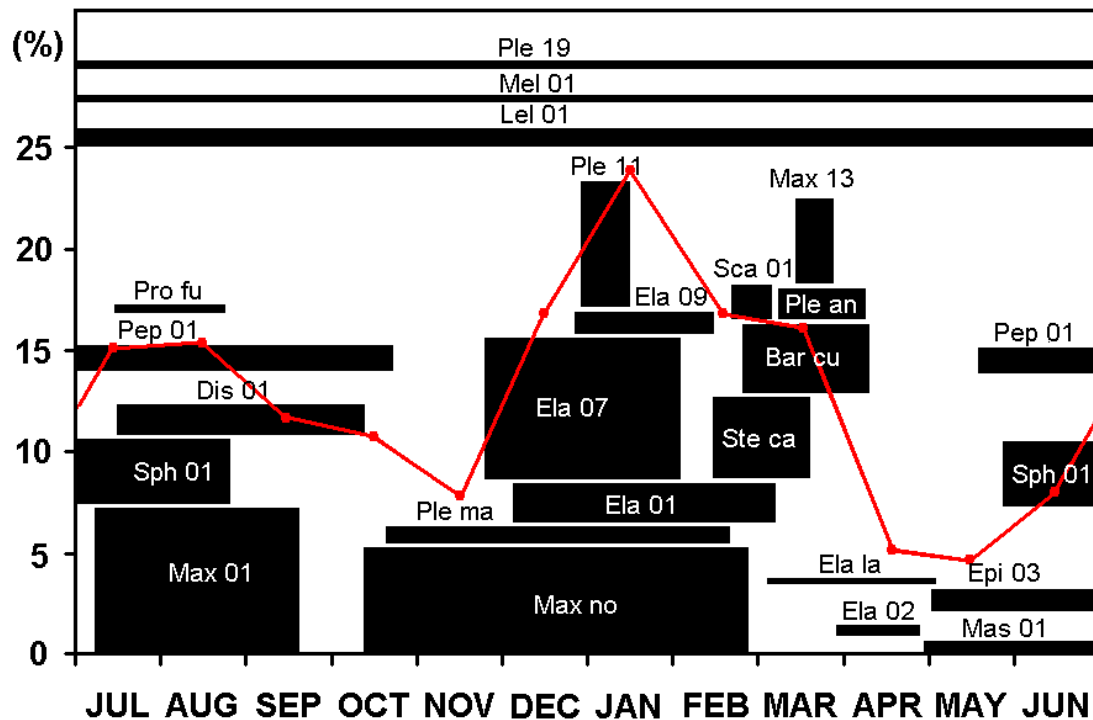 (%)
Ple 19
Mel 01
Lel 01
25
Ple 11
Max 13
20
Sca 01
Pro fu
Ela 09
Ple an
15
Pep 01
Bar cu
Pep 01
Dis 01
Ela 07
10
Sph 01
Ste ca
Sph 01
Ple ma
Ela 01
5
Max 01
Max no
Ela la
Epi 03
Ela 02
Mas 01
0
JUL AUG SEP OCT NOV DEC JAN FEB MAR APR MAY JUN